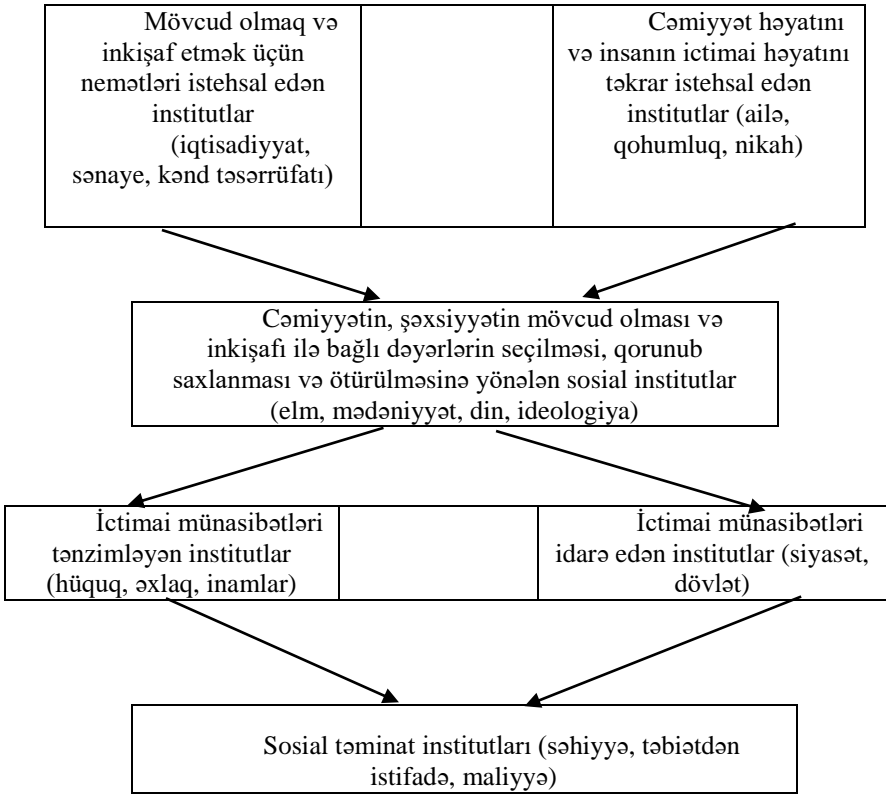 Mövcud olmaq və
inkişaf etmək üçün
nemətləri istehsal edən
institutlar
(iqtisadiyyat,
sənaye, kənd təsərrüfatı)
Cəmiyyət həyatını
və insanın ictimai həyatını
təkrar istehsal edən
institutlar (ailə,
qohumluq, nikah)
Cəmiyyətin, şəxsiyyətin mövcud olması və
inkişafı ilə bağlı dəyərlərin seçilməsi, qorunub
saxlanması və ötürülməsinə yönələn sosial institutlar
(elm, mədəniyyət, din, ideologiya)
İctimai münasibətləri
tənzimləyən institutlar
(hüquq, əxlaq, inamlar)
İctimai münasibətləri
idarə edən institutlar (siyasət,
dövlət)
Sosial təminat institutları (səhiyyə, təbiətdən
istifadə, maliyyə)